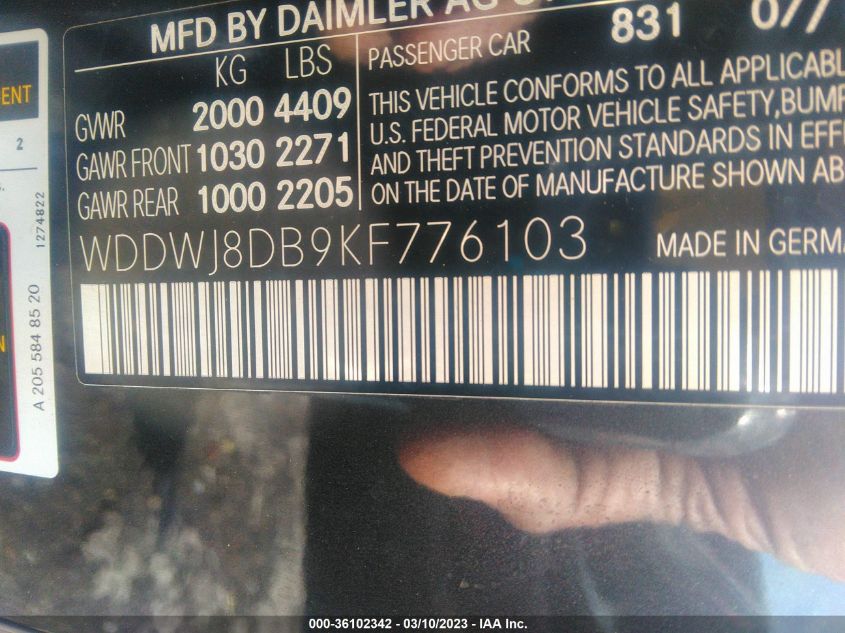 MFD BY DAIMLER AG
831 077
KG LBS
PASSENGER CAR
GVWR 2000 4409
GAWR FRONT 1030 2271
GAWR REAR 1000 2205
THIS VEHICLE CONFORMS TO ALL APPLICABL
U.S. FEDERAL MOTOR VEHICLE SAFETY, BUMP
AND THEFT PREVENTION STANDARDS IN EFF
ON THE DATE OF MANUFACTURE SHOWN AB
WDDWJ8DB9KF776103
MADE IN GERMA
ENT
2
s.
N
1274822
A 205 584 85 20
000-36102342 - 03/10/2023 - IAA Inc.